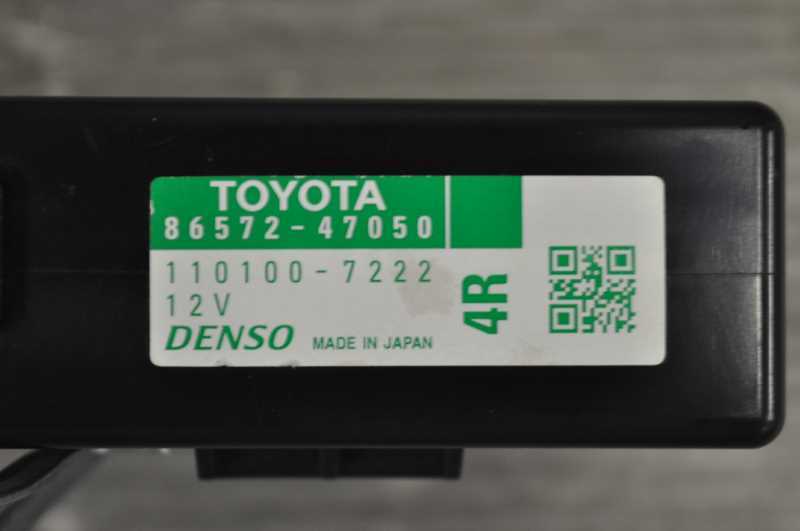 TOYOTA
86572-47050
110100-7222
12V
4R
DENSO MADE IN JAPAN